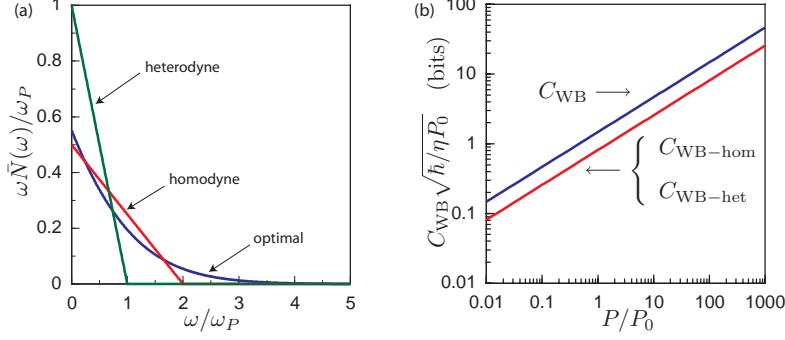 (a)
1
0.8
0.6
0.4
0.2
0
0 1 2 3 4 5
ωN̄(ω)/ω_P
ω/ω_P
heterodyne
homodyne
optimal
(b)
100
10
1
0.1
0.01
0.01 0.1 1 10 100 1000
C_WB√ħ/ηP₀ (bits)
P/P₀
C_WB →
← { C_WB−hom
C_WB−het